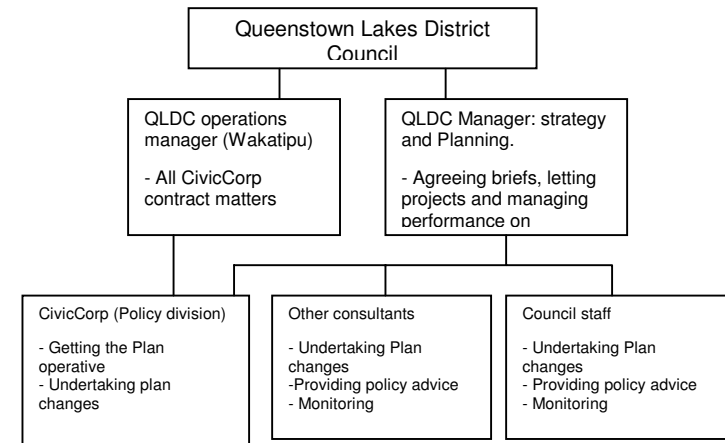 Queenstown Lakes District
Council
QLDC operations
manager (Wakatipu)
- All CivicCorp
contract matters
QLDC Manager: strategy
and Planning.
- Agreeing briefs, letting
projects and managing
performance on
CivicCorp (Policy division)
- Getting the Plan
operative
- Undertaking plan
changes
Other consultants
- Undertaking Plan
changes
-Providing policy advice
- Monitoring
Council staff
- Undertaking Plan
changes
- Providing policy advice
- Monitoring